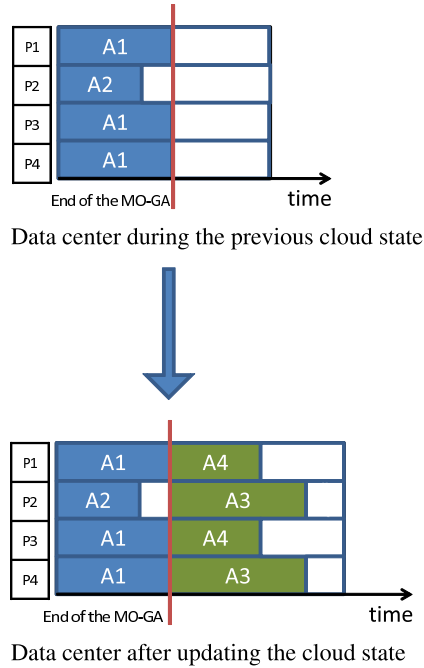 P1 A1
P2 A2
P3 A1
P4 A1
End of the MO-GA time
Data center during the previous cloud state
P1 A1 A4
P2 A2 A3
P3 A1 A4
P4 A1 A3
End of the MO-GA time
Data center after updating the cloud state